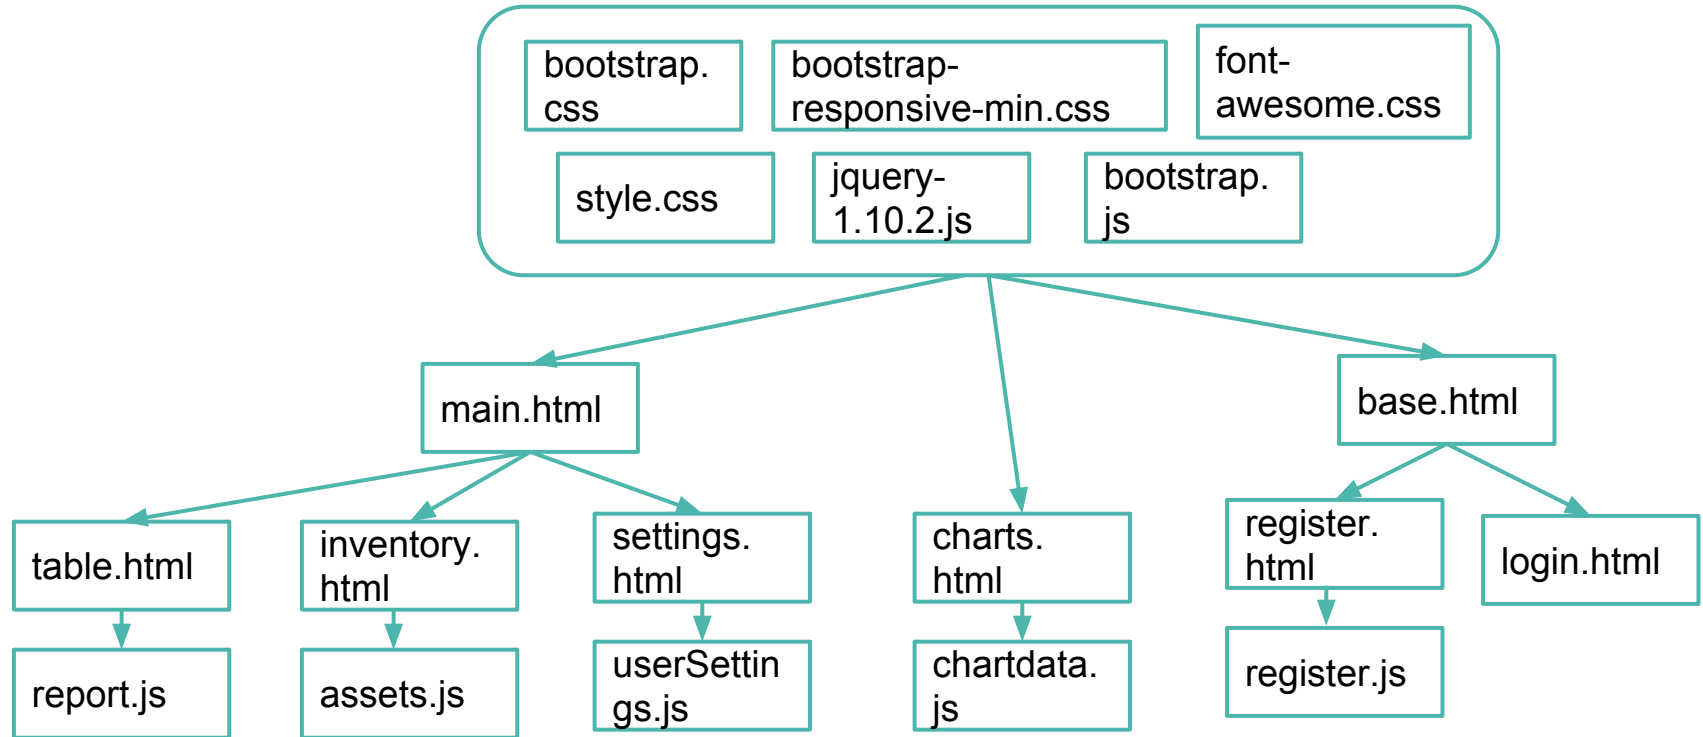 bootstrap.
css
bootstrap-
responsive-min.css
font-
awesome.css
style.css
jquery-
1.10.2.js
bootstrap.
js
main.html
base.html
table.html
inventory.
html
settings.
html
charts.
html
register.
html
login.html
report.js
assets.js
userSettin
gs.js
chartdata.
js
register.js